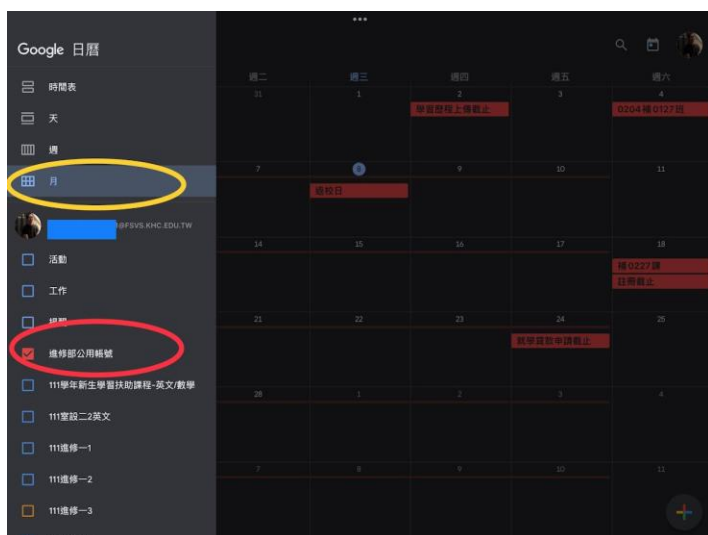 Google 日曆
時間表
天
週
月
@FSVS.KHC.EDU.TW
活動
工作
進修部公用帳號
111學年新生學習扶助課程-英文/數學
111室設二2英文
111進修一1
111進修一2
111進修一3
週二 週三 週四 週五 週六
31 1 2 3 4
學習歷程上傳截止 0204補0127班
7 8 9 10 11
返校日
14 15 16 17 18
補0227課
註冊截止
21 22 23 24 25
就學貸款申請截止
28 1 2 3 4
7 8 9 10 11